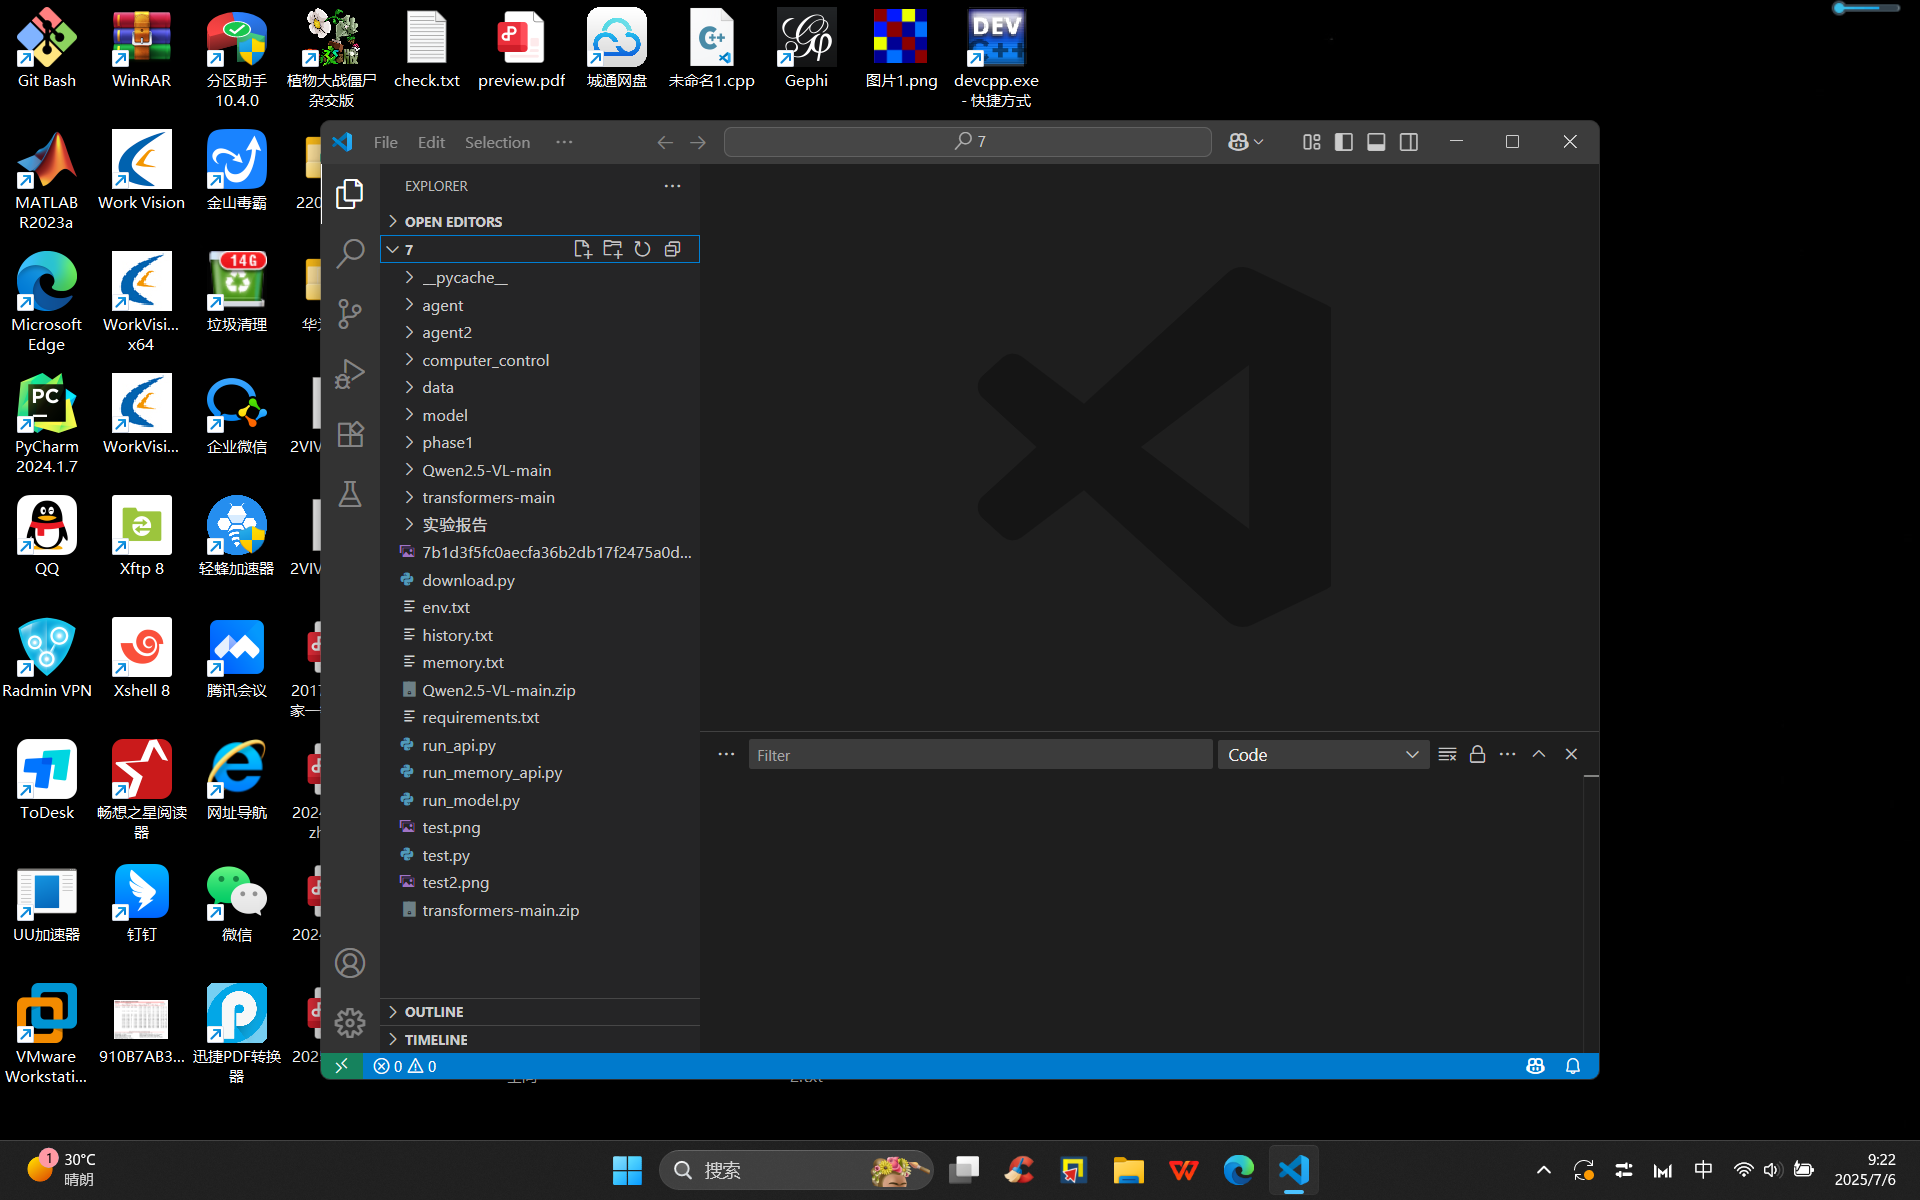 Git Bash
WinRAR
分区助手
10.4.0
植物大战僵尸
杂交版
check.txt
preview.pdf
城通网盘
未命名1.cpp
Gephi
图片1.png
DEV
devcpp.exe
- 快捷方式
MATLAB
R2023a
Work Vision
金山毒霸
220
Microsoft
Edge
WorkVisi...
x64
14G
垃圾清理
PC
PyCharm
2024.1.7
WorkVisi...
企业微信
2VIV
QQ
Xftp 8
轻蜂加速器
2VIV
Radmin VPN
Xshell 8
腾讯会议
2017
家一
ToDesk
畅想之星阅读
器
网址导航
2024
zh
UU加速器
钉钉
微信
2024
VMware
Workstati...
910B7AB3...
迅捷PDF转换
器
202
File
Edit
Selection
7
EXPLORER
OPEN EDITORS
7
__pycache__
agent
agent2
computer_control
data
model
phase1
Qwen2.5-VL-main
transformers-main
实验报告
7b1d3f5fc0aecfa36b2db17f2475a0d...
download.py
env.txt
history.txt
memory.txt
Qwen2.5-VL-main.zip
requirements.txt
run_api.py
run_memory_api.py
run_model.py
test.png
test.py
test2.png
transformers-main.zip
OUTLINE
TIMELINE
Filter
Code
0
0
1
30°C
晴朗
搜索
中
9:22
2025/7/6